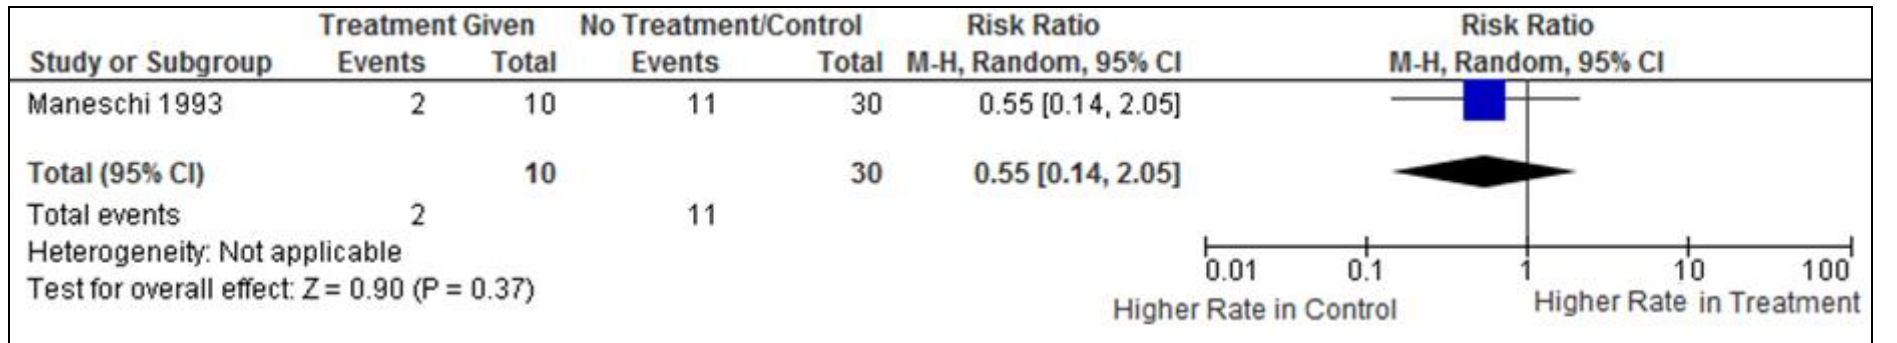 Treatment Given No Treatment/Control Risk Ratio Risk Ratio
Study or Subgroup Events Total Events Total M-H, Random, 95% CI M-H, Random, 95% CI
Maneschi 1993 2 10 11 30 0.55 [0.14, 2.05]
Total (95% CI) 10 30 0.55 [0.14, 2.05]
Total events 2 11
Heterogeneity: Not applicable
Test for overall effect: Z = 0.90 (P = 0.37)
0.01 0.1 1 10 100
Higher Rate in Control Higher Rate in Treatment